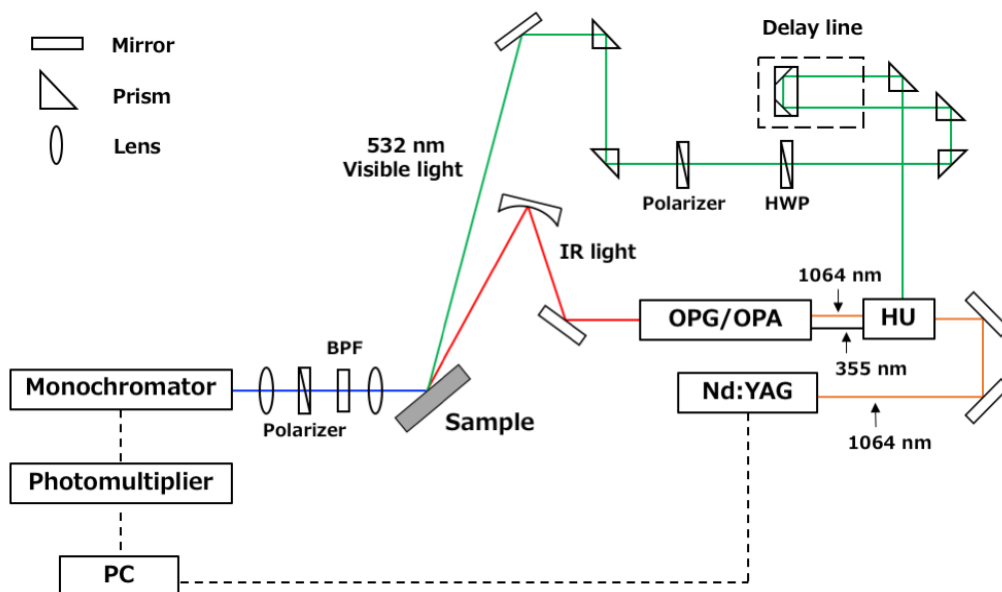 Mirror
Prism
Lens
Delay line
532 nm
Visible light
Polarizer
HWP
IR light
1064 nm
OPG/OPA
HU
355 nm
BPF
Monochromater
Polarizer
Sample
Nd:YAG
1064 nm
Photomultiplier
PC